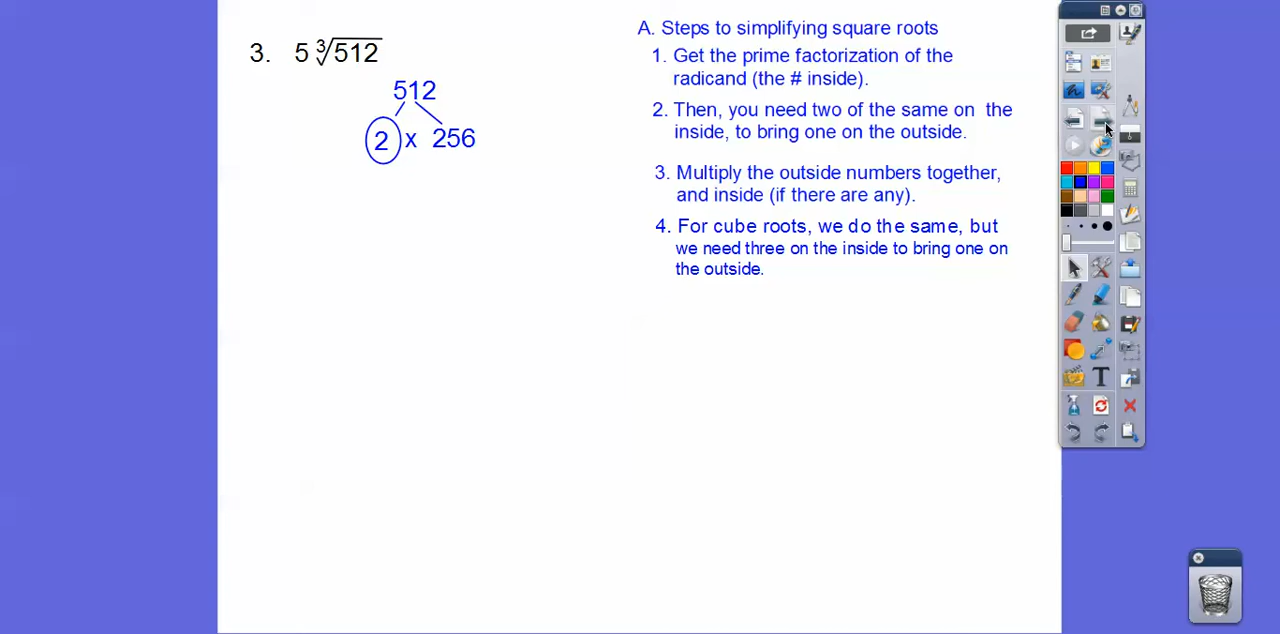 3. 5 ∛512
512
2 x 256
A. Steps to simplifying square roots
1. Get the prime factorization of the
radicand (the # inside).
2. Then, you need two of the same on the
inside, to bring one on the outside.
3. Multiply the outside numbers together,
and inside (if there are any).
4. For cube roots, we do the same, but
we need three on the inside to bring one on
the outside.
T